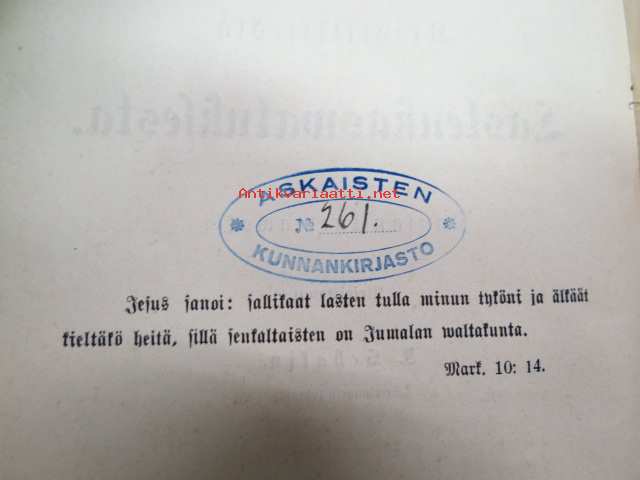 ASKAISTEN
Antikvariaatti.net
№ 261.
KUNNANKIRJASTO
Jesus sanoi: sallikaat lasten tulla minun tyköni ja älkäät
kieltäkö heitä, sillä senkaltaisten on Jumalan waltakunta.
Mark. 10: 14.